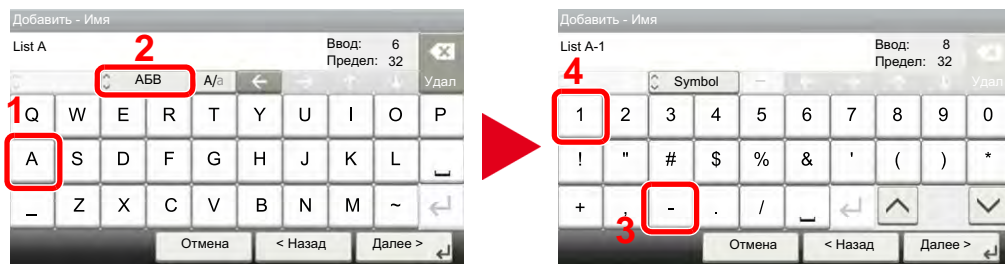 Добавить - Имя
List A
Ввод: 6
Предел: 32
2
АБВ A/a
Удал
1
Q W E R T Y U I O P
A S D F G H J K L
_ Z X C V B N M ~
Отмена < Назад Далее >
Добавить - Имя
List A-1
Ввод: 8
Предел: 32
4
Symbol
Удал
1 2 3 4 5 6 7 8 9 0
! " # $ % & ' ( ) *
+ , - . /
3
Отмена < Назад Далее >